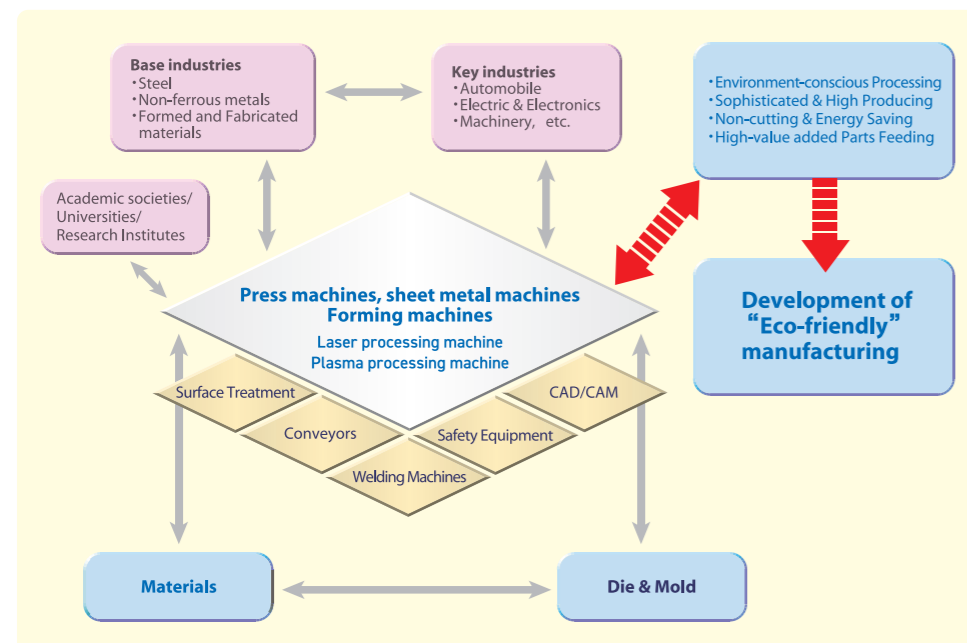 Base industries
・Steel
・Non-ferrous metals
・Formed and Fabricated
materials
Key industries
・Automobile
・Electric & Electronics
・Machinery, etc.
・Environment-conscious Processing
・Sophisticated & High Producing
・Non-cutting & Energy Saving
・High-value added Parts Feeding
Academic societies/
Universities/
Research Institutes
Press machines, sheet metal machines
Forming machines
Laser processing machine
Plasma processing machine
Development of
“Eco-friendly”
manufacturing
Surface Treatment
Conveyors
Welding Machines
Safety Equipment
CAD/CAM
Materials
Die & Mold